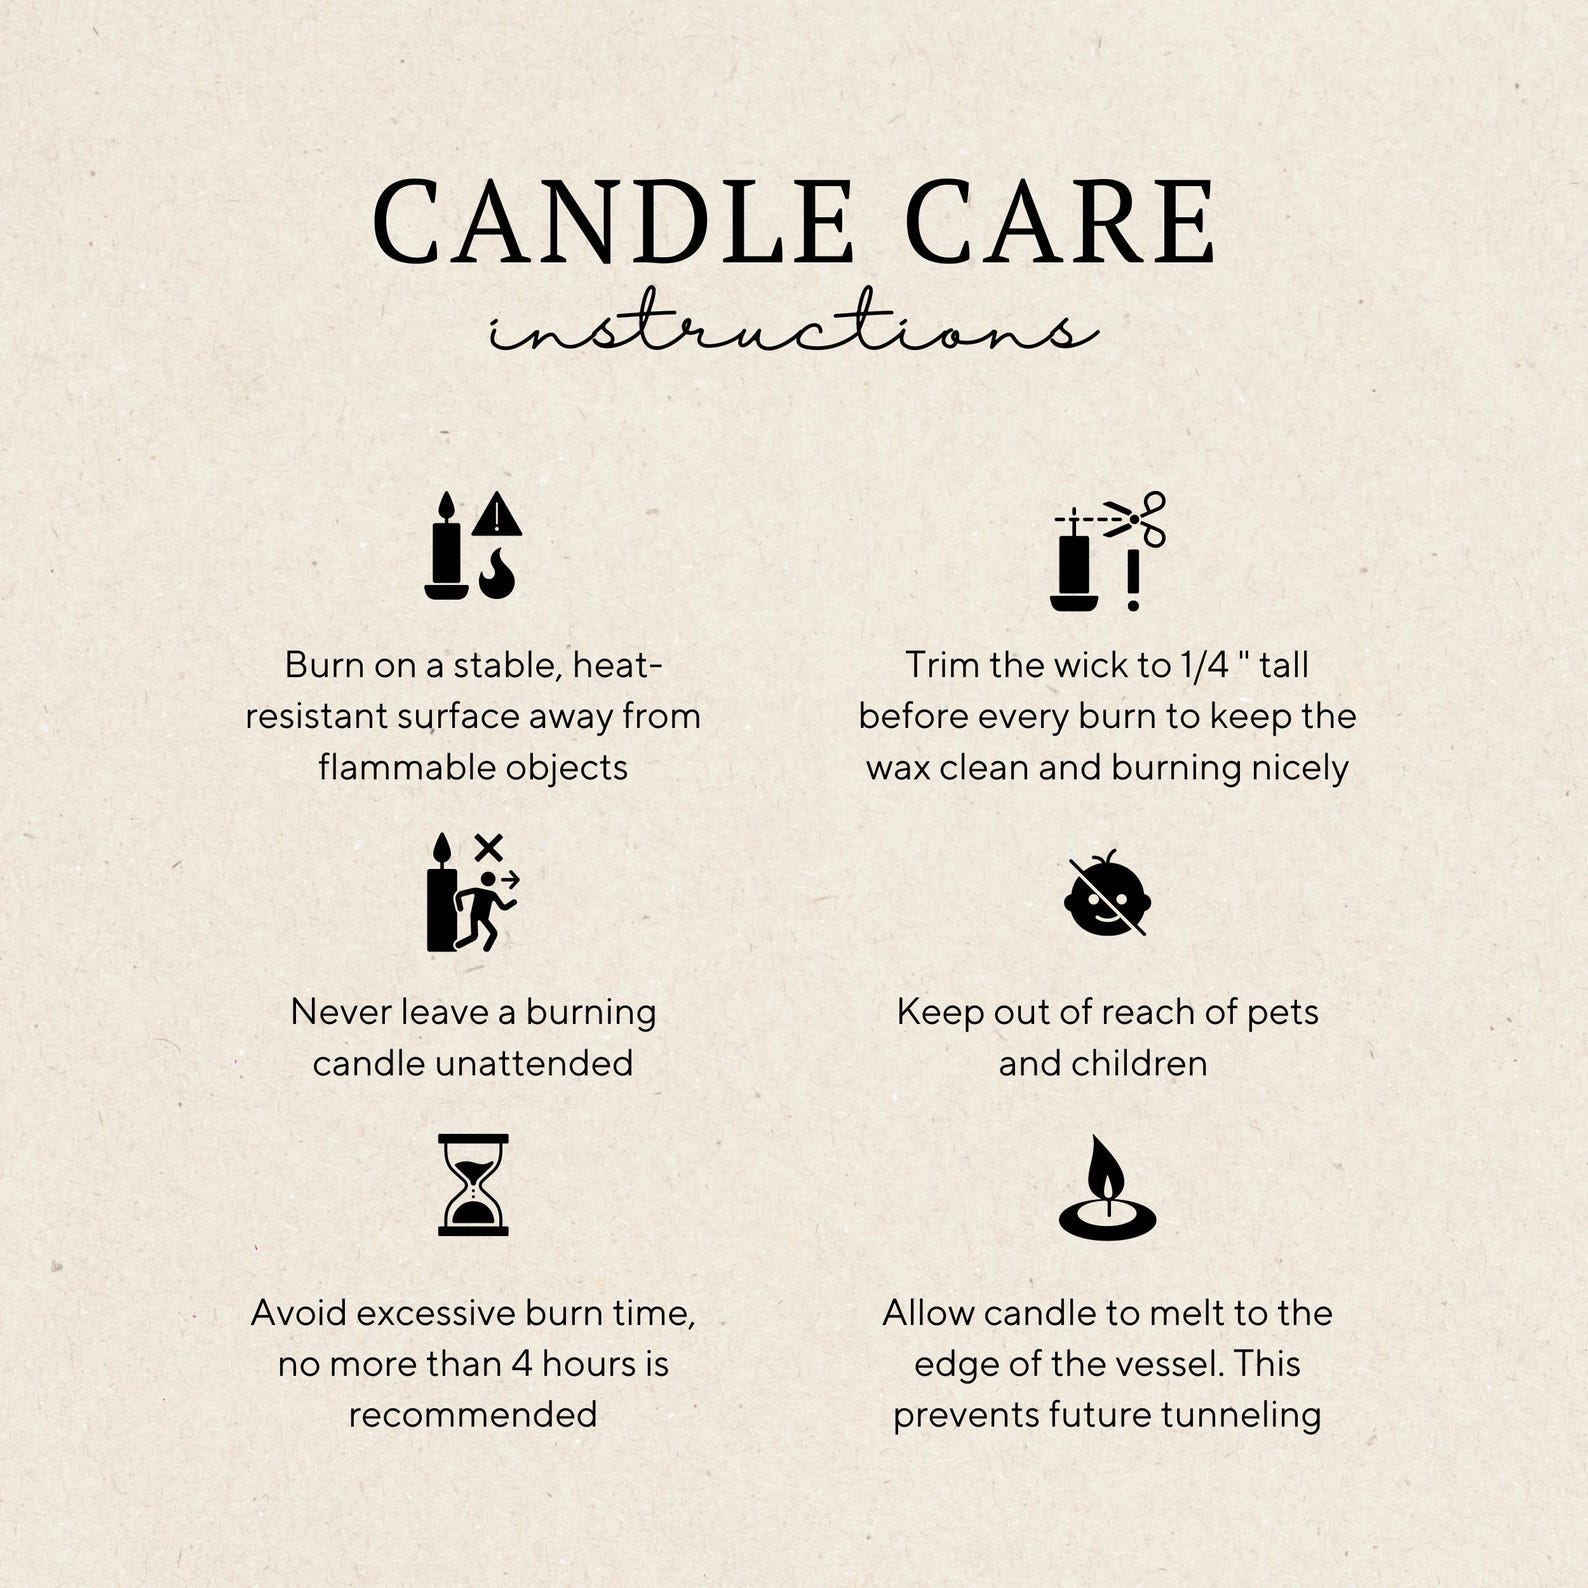 CANDLE CARE
instructions
Burn on a stable, heat-
resistant surface away from
flammable objects
Trim the wick to 1/4 " tall
before every burn to keep the
wax clean and burning nicely
Never leave a burning
candle unattended
Keep out of reach of pets
and children
Avoid excessive burn time,
no more than 4 hours is
recommended
Allow candle to melt to the
edge of the vessel. This
prevents future tunneling